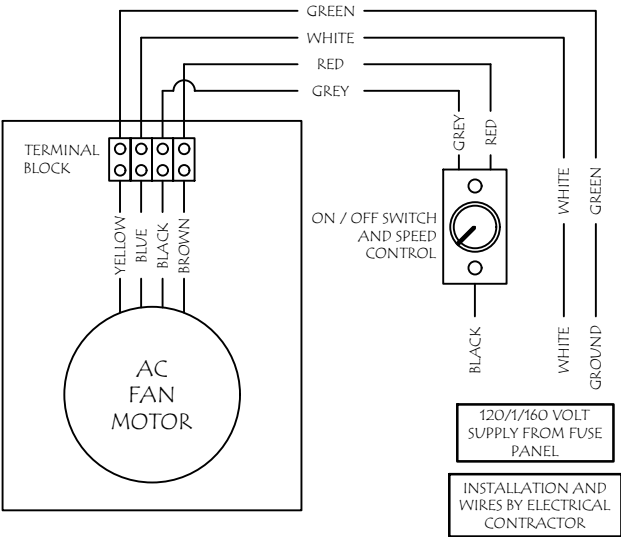 GREEN
WHITE
RED
GREY
TERMINAL
BLOCK
GREY
RED
WHITE
GREEN
YELLOW
BLUE
BLACK
BROWN
ON / OFF SWITCH
AND SPEED
CONTROL
AC
FAN
MOTOR
BLACK
WHITE
GROUND
120/1/160 VOLT
SUPPLY FROM FUSE
PANEL
INSTALLATION AND
WIRES BY ELECTRICAL
CONTRACTOR